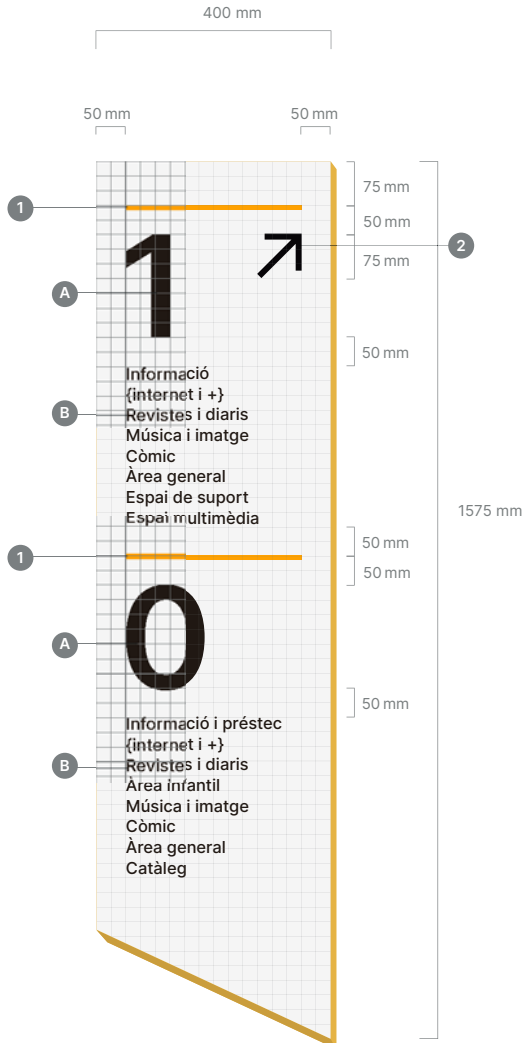 400 mm
50 mm
50 mm
75 mm
1
50 mm
2
75 mm
1
A
50 mm
Informació
{internet i +}
B
Revistes i diaris
Música i imatge
Còmic
Àrea general
Espai de suport
1575 mm
Espai multimèdia
50 mm
1
50 mm
0
A
50 mm
Informació i préstec
{internet i +}
B
Revistes i diaris
Àrea infantil
Música i imatge
Còmic
Àrea general
Catàleg